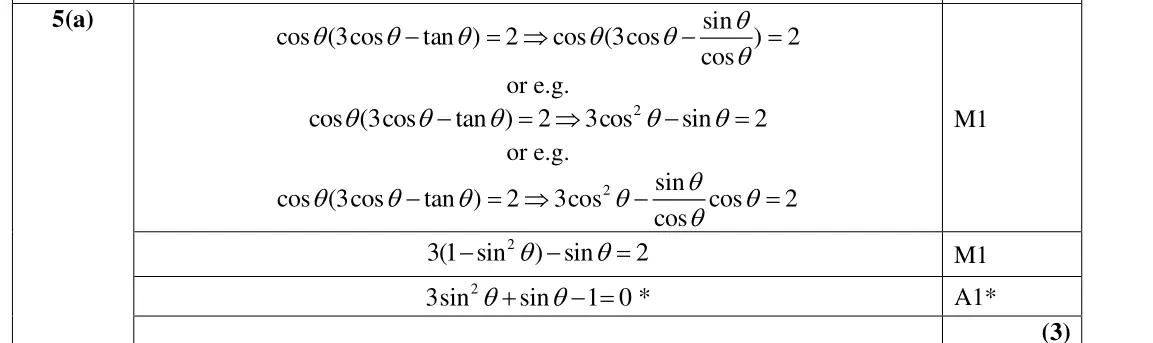 5(a)
cosθ(3cosθ − tanθ) = 2 ⇒ cosθ(3cosθ − sinθ/cosθ) = 2
or e.g.
cosθ(3cosθ − tanθ) = 2 ⇒ 3cos²θ − sinθ = 2
M1
or e.g.
cosθ(3cosθ − tanθ) = 2 ⇒ 3cos²θ − sinθ/cosθ cosθ = 2
3(1 − sin²θ) − sinθ = 2 M1
3sin²θ + sinθ − 1 = 0 * A1*
(3)